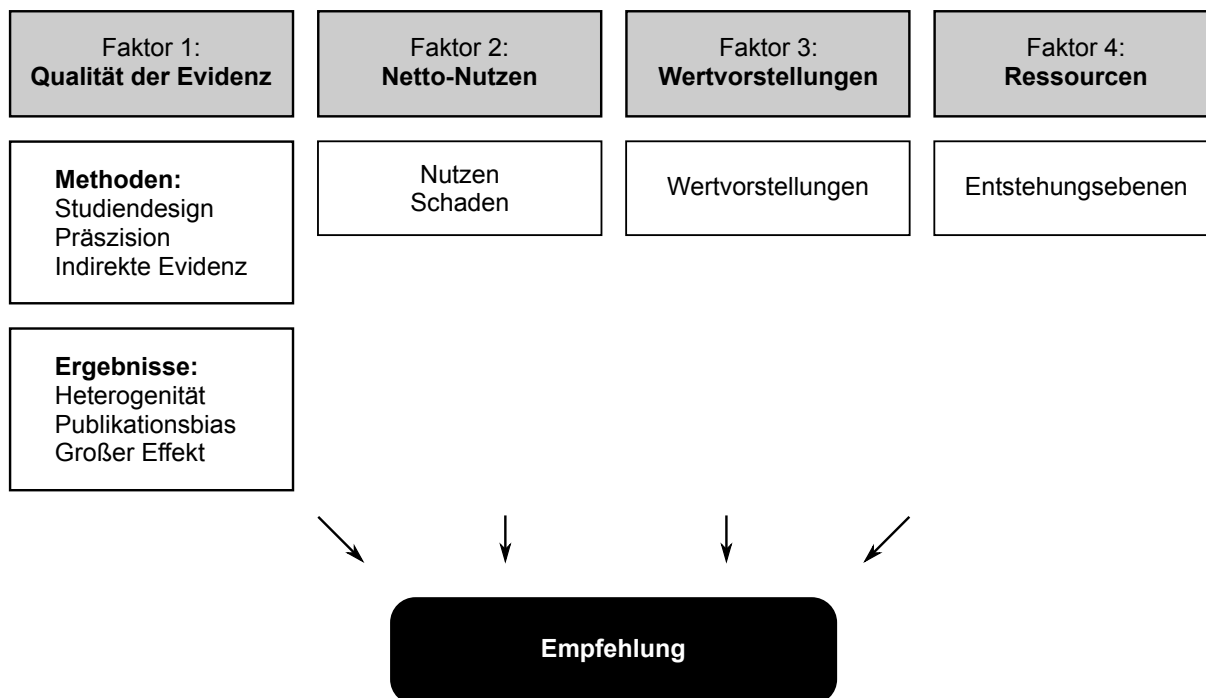 Faktor 1:
Qualität der Evidenz
Faktor 2:
Netto-Nutzen
Faktor 3:
Wertvorstellungen
Faktor 4:
Ressourcen
Methoden:
Studiendesign
Präszision
Indirekte Evidenz
Nutzen
Schaden
Wertvorstellungen
Entstehungsebenen
Ergebnisse:
Heterogenität
Publikationsbias
Großer Effekt
Empfehlung